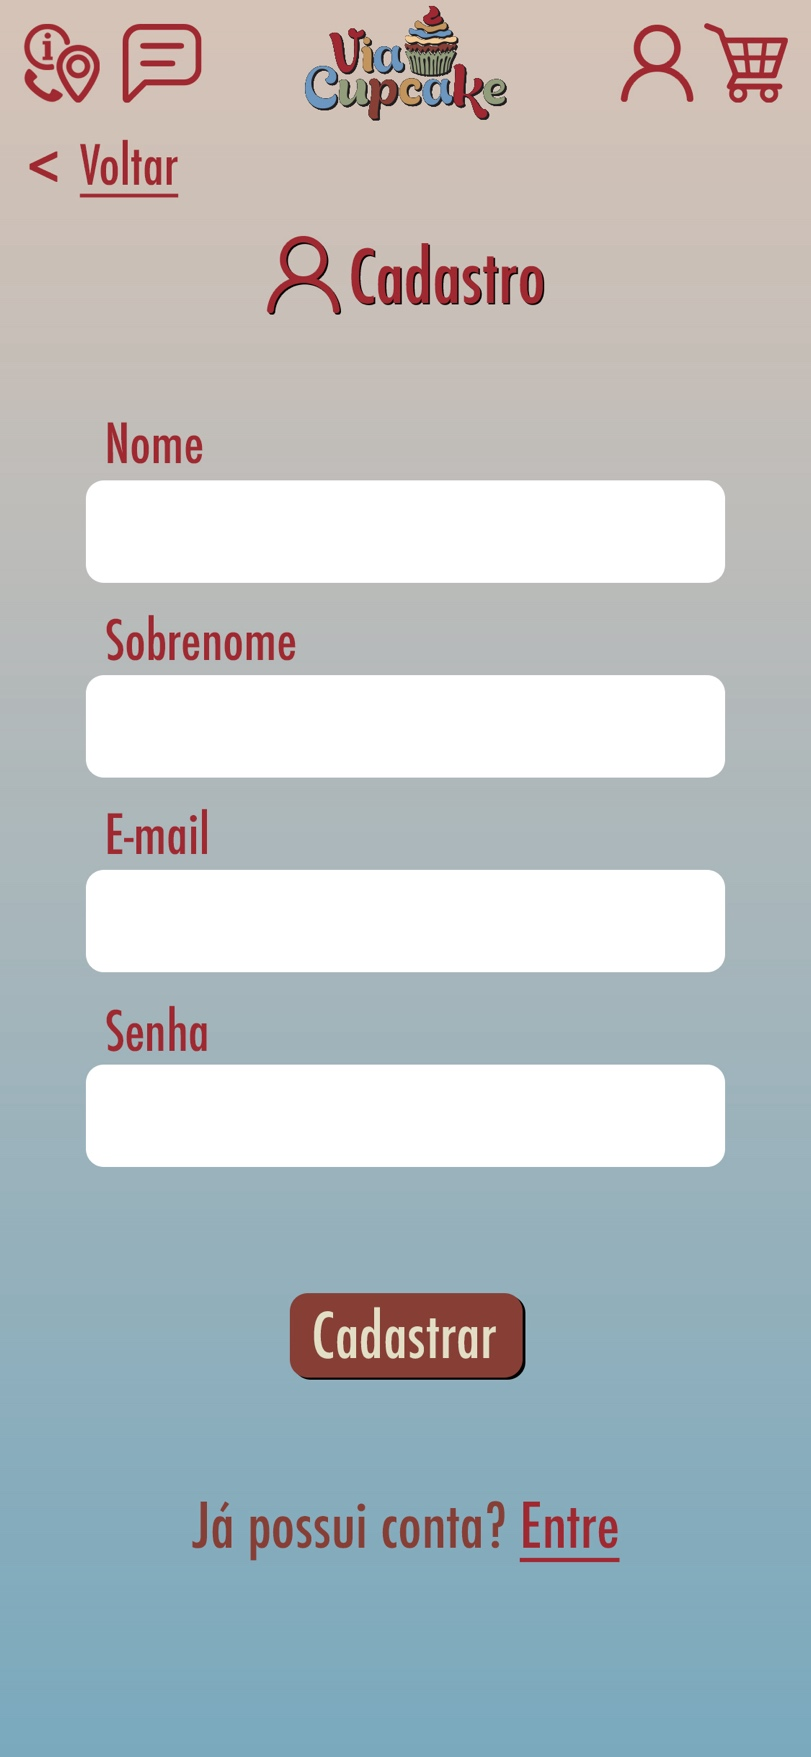 Via
Cupcake
< Voltar
Cadastro
Nome
Sobrenome
E-mail
Senha
Cadastrar
Já possui conta? Entre